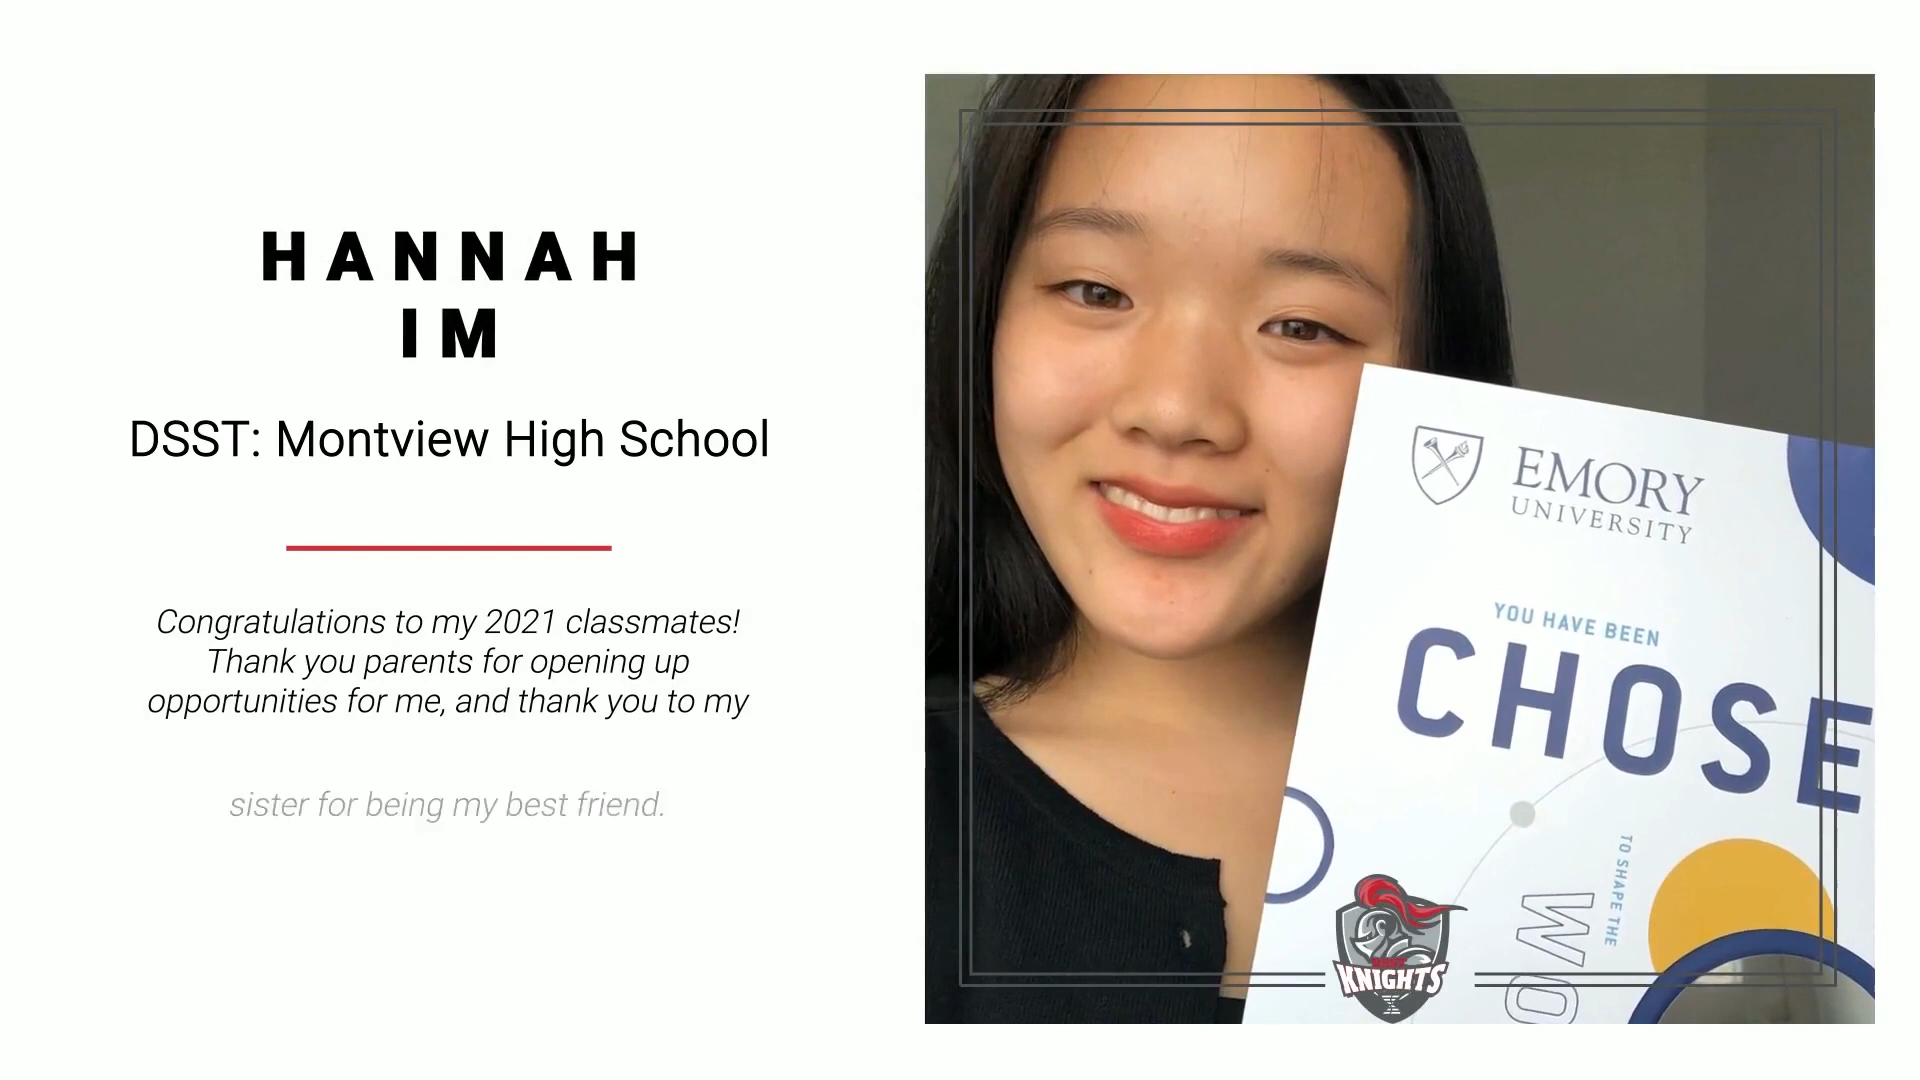 HANNAH
IM
DSST: Montview High School
Congratulations to my 2021 classmates!
Thank you parents for opening up
opportunities for me, and thank you to my
sister for being my best friend.
EMORY
UNIVERSITY
YOU HAVE BEEN
CHOSE
TO SHAPE THE
WO
KNIGHTS